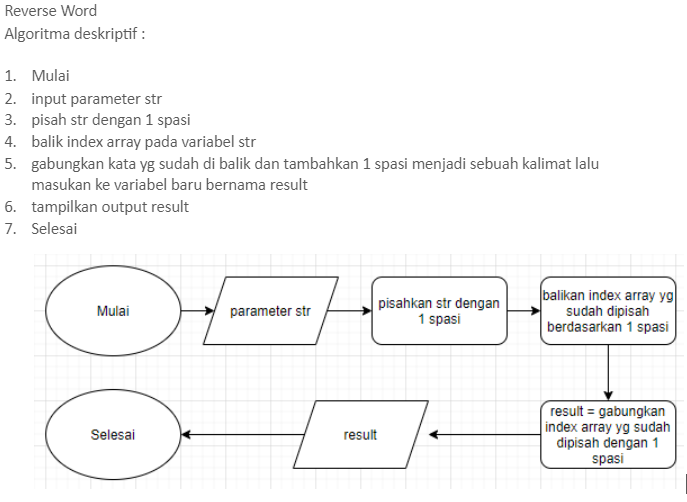 Reverse Word
Algoritma deskriptif :
1. Mulai
2. input parameter str
3. pisah str dengan 1 spasi
4. balik index array pada variabel str
5. gabungkan kata yg sudah di balik dan tambahkan 1 spasi menjadi sebuah kalimat lalu
masukan ke variabel baru bernama result
6. tampilkan output result
7. Selesai
Mulai
parameter str
pisahkan str dengan
1 spasi
balikan index array yg
sudah dipisah
berdasarkan 1 spasi
result = gabungkan
index array yg sudah
dipisah dengan 1
spasi
result
Selesai